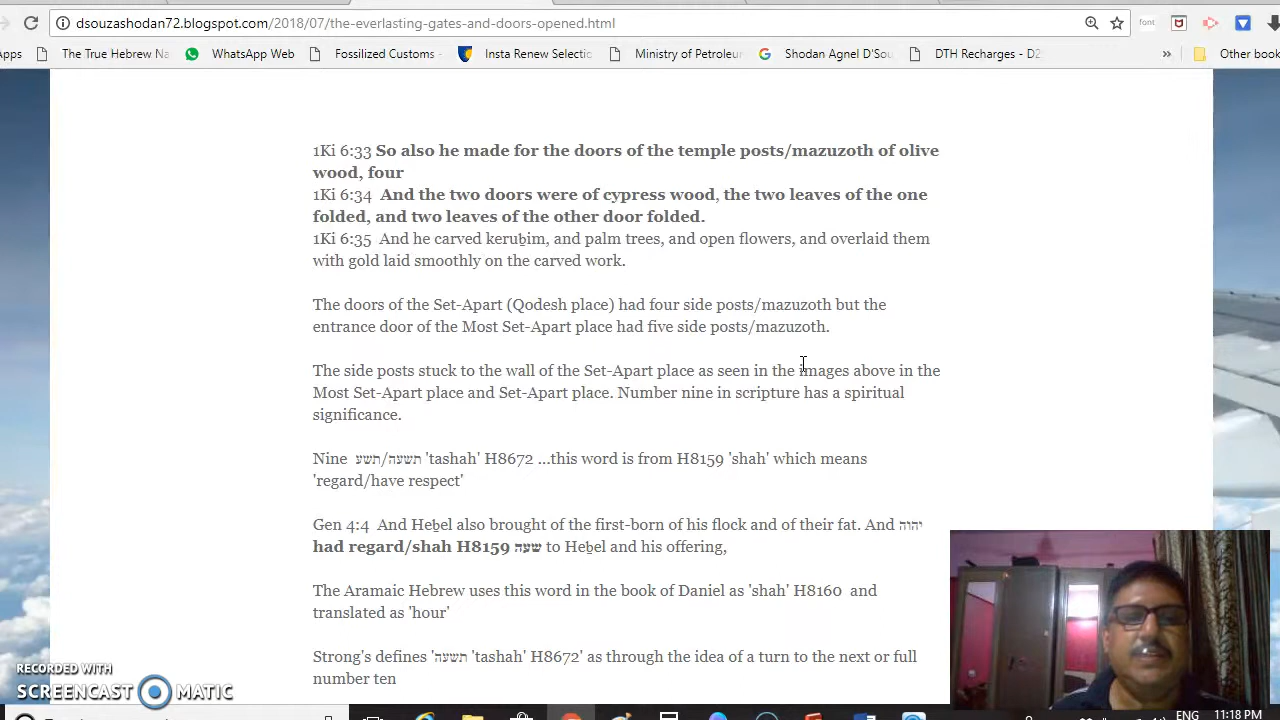 dsouzashodan72.blogspot.com/2018/07/the-everlasting-gates-and-doors-opened.html
font
Apps The True Hebrew Na WhatsApp Web Fossilized Customs - Insta Renew Selectio Ministry of Petroleu Shodan Agnel D'Sou DTH Recharges - D2 » Other book
1Ki 6:33 So also he made for the doors of the temple posts/mazuzoth of olive
wood, four
1Ki 6:34 And the two doors were of cypress wood, the two leaves of the one
folded, and two leaves of the other door folded.
1Ki 6:35 And he carved keruḇim, and palm trees, and open flowers, and overlaid them
with gold laid smoothly on the carved work.
The doors of the Set-Apart (Qodesh place) had four side posts/mazuzoth but the
entrance door of the Most Set-Apart place had five side posts/mazuzoth.
The side posts stuck to the wall of the Set-Apart place as seen in the images above in the
Most Set-Apart place and Set-Apart place. Number nine in scripture has a spiritual
significance.
Nine תשעה/תשע 'tashah' H8672 ...this word is from H8159 'shah' which means
'regard/have respect'
Gen 4:4 And Heḇel also brought of the first-born of his flock and of their fat. And יהוה
had regard/shah H8159 שעה to Heḇel and his offering,
The Aramaic Hebrew uses this word in the book of Daniel as 'shah' H8160 and
translated as 'hour'
Strong's defines 'תשעה 'tashah' H8672' as through the idea of a turn to the next or full
number ten
RECORDED WITH
SCREENCAST MATIC
ENG 11:18 PM